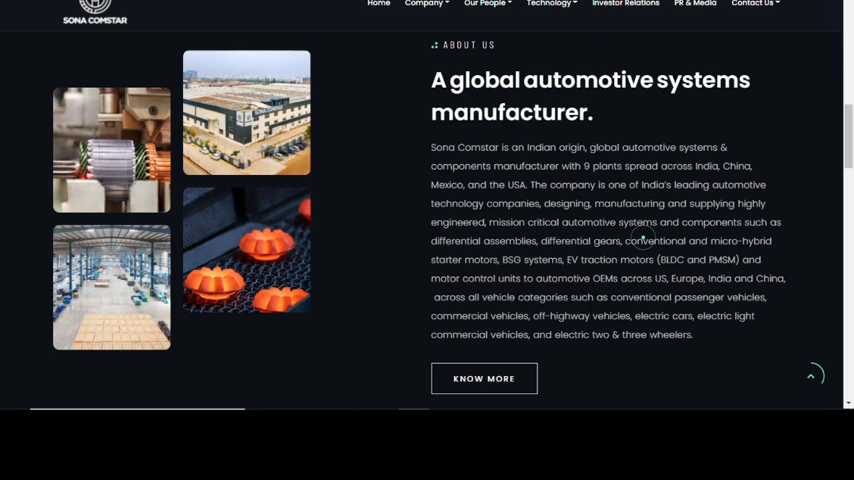 SONA COMSTAR
Home Company Our People Technology Investor Relations PR & Media Contact Us
ABOUT US
A global automotive systems
manufacturer.
Sona Comstar is an Indian origin, global automotive systems &
components manufacturer with 9 plants spread across India, China,
Mexico, and the USA. The company is one of India's leading automotive
technology companies, designing, manufacturing and supplying highly
engineered, mission critical automotive systems and components such as
differential assemblies, differential gears, conventional and micro-hybrid
starter motors, BSG systems, EV traction motors (BLDC and PMSM) and
motor control units to automotive OEMs across US, Europe, India and China,
across all vehicle categories such as conventional passenger vehicles,
commercial vehicles, off-highway vehicles, electric cars, electric light
commercial vehicles, and electric two & three wheelers.
KNOW MORE
SONA COMSTAR